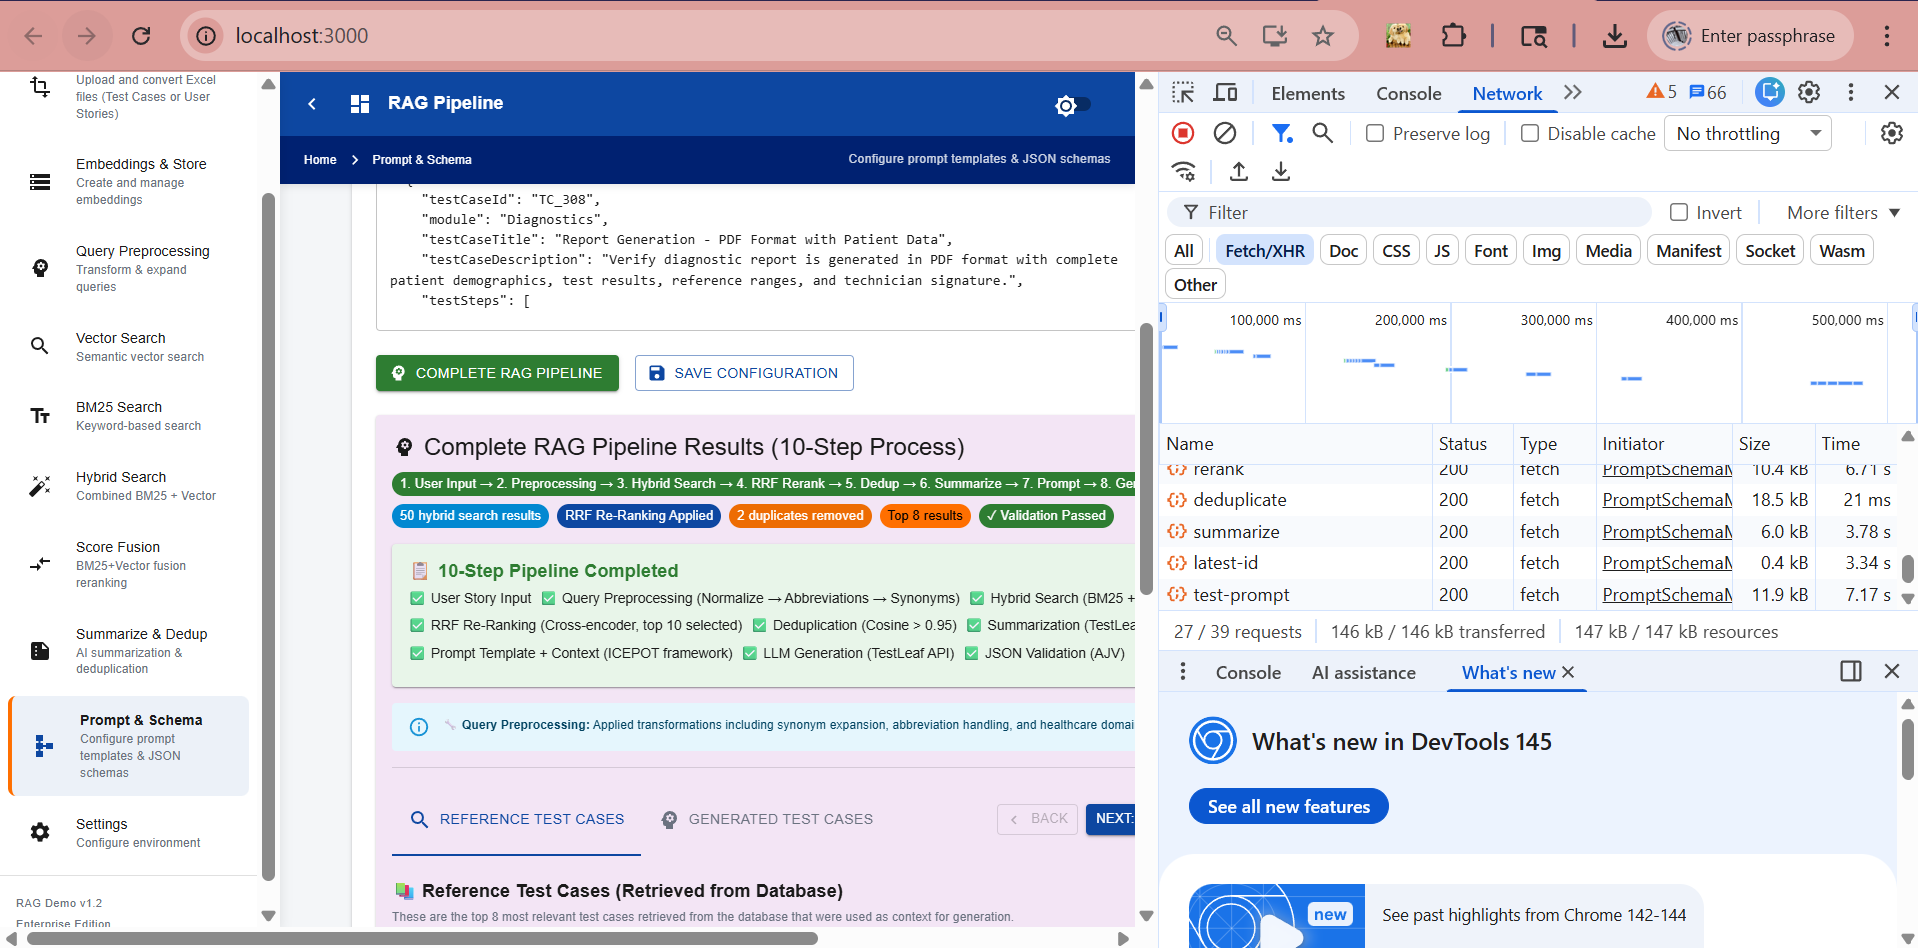 localhost:3000
Enter passphrase
Upload and convert Excel
files (Test Cases or User
Stories)
Embeddings & Store
Create and manage
embeddings
Query Preprocessing
Transform & expand
queries
Vector Search
Semantic vector search
BM25 Search
Keyword-based search
Hybrid Search
Combined BM25 + Vector
Score Fusion
BM25+Vector fusion
reranking
Summarize & Dedup
AI summarization &
deduplication
Prompt & Schema
Configure prompt
templates & JSON
schemas
Settings
Configure environment
RAG Demo v1.2
Enterprise Edition
RAG Pipeline
Home > Prompt & Schema
Configure prompt templates & JSON schemas
{
"testCaseId": "TC_308",
"module": "Diagnostics",
"testCaseTitle": "Report Generation - PDF Format with Patient Data",
"testCaseDescription": "Verify diagnostic report is generated in PDF format with complete
patient demographics, test results, reference ranges, and technician signature.",
"testSteps": [
COMPLETE RAG PIPELINE
SAVE CONFIGURATION
Complete RAG Pipeline Results (10-Step Process)
1. User Input → 2. Preprocessing → 3. Hybrid Search → 4. RRF Rerank → 5. Dedup → 6. Summarize → 7. Prompt → 8. Ge
50 hybrid search results
RRF Re-Ranking Applied
2 duplicates removed
Top 8 results
✓ Validation Passed
📋 10-Step Pipeline Completed
✅ User Story Input ✅ Query Preprocessing (Normalize → Abbreviations → Synonyms) ✅ Hybrid Search (BM25 +
✅ RRF Re-Ranking (Cross-encoder, top 10 selected) ✅ Deduplication (Cosine > 0.95) ✅ Summarization (TestLea
✅ Prompt Template + Context (ICEPOT framework) ✅ LLM Generation (TestLeaf API) ✅ JSON Validation (AJV)
🔧 Query Preprocessing: Applied transformations including synonym expansion, abbreviation handling, and healthcare domai
REFERENCE TEST CASES
GENERATED TEST CASES
BACK
NEXT:
📚 Reference Test Cases (Retrieved from Database)
These are the top 8 most relevant test cases retrieved from the database that were used as context for generation.
Elements
Console
Network
5
66
Preserve log
Disable cache
No throttling
Filter
Invert
More filters
All
Fetch/XHR
Doc
CSS
JS
Font
Img
Media
Manifest
Socket
Wasm
Other
100,000 ms
200,000 ms
300,000 ms
400,000 ms
500,000 ms
Name Status Type Initiator Size Time
rerank 200 fetch PromptSchemaM 10.4 kB 6.71 s
deduplicate 200 fetch PromptSchemaM 18.5 kB 21 ms
summarize 200 fetch PromptSchemaM 6.0 kB 3.78 s
latest-id 200 fetch PromptSchemaM 0.4 kB 3.34 s
test-prompt 200 fetch PromptSchemaM 11.9 kB 7.17 s
27 / 39 requests
146 kB / 146 kB transferred
147 kB / 147 kB resources
Console
AI assistance
What's new
What's new in DevTools 145
See all new features
new
See past highlights from Chrome 142-144